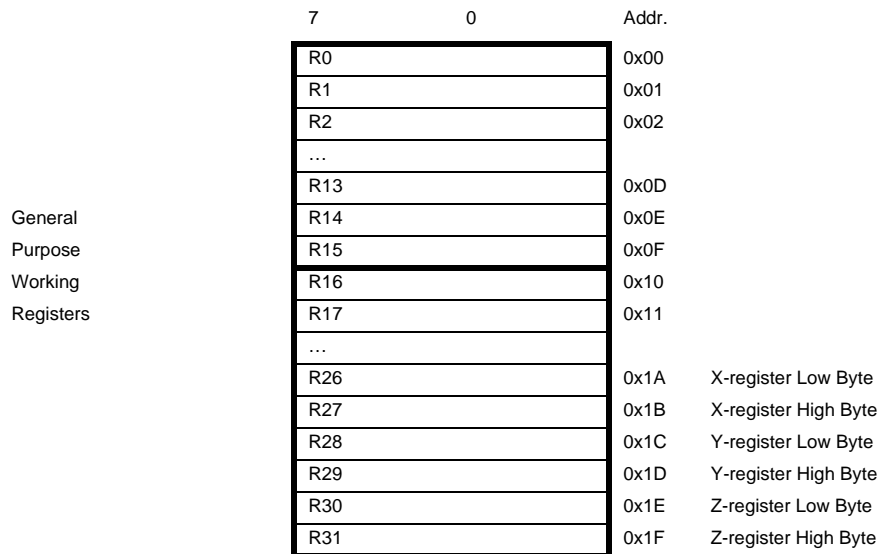 7 0 Addr.
R0 0x00
R1 0x01
R2 0x02
…
R13 0x0D
General R14 0x0E
Purpose R15 0x0F
Working R16 0x10
Registers R17 0x11
…
R26 0x1A X-register Low Byte
R27 0x1B X-register High Byte
R28 0x1C Y-register Low Byte
R29 0x1D Y-register High Byte
R30 0x1E Z-register Low Byte
R31 0x1F Z-register High Byte